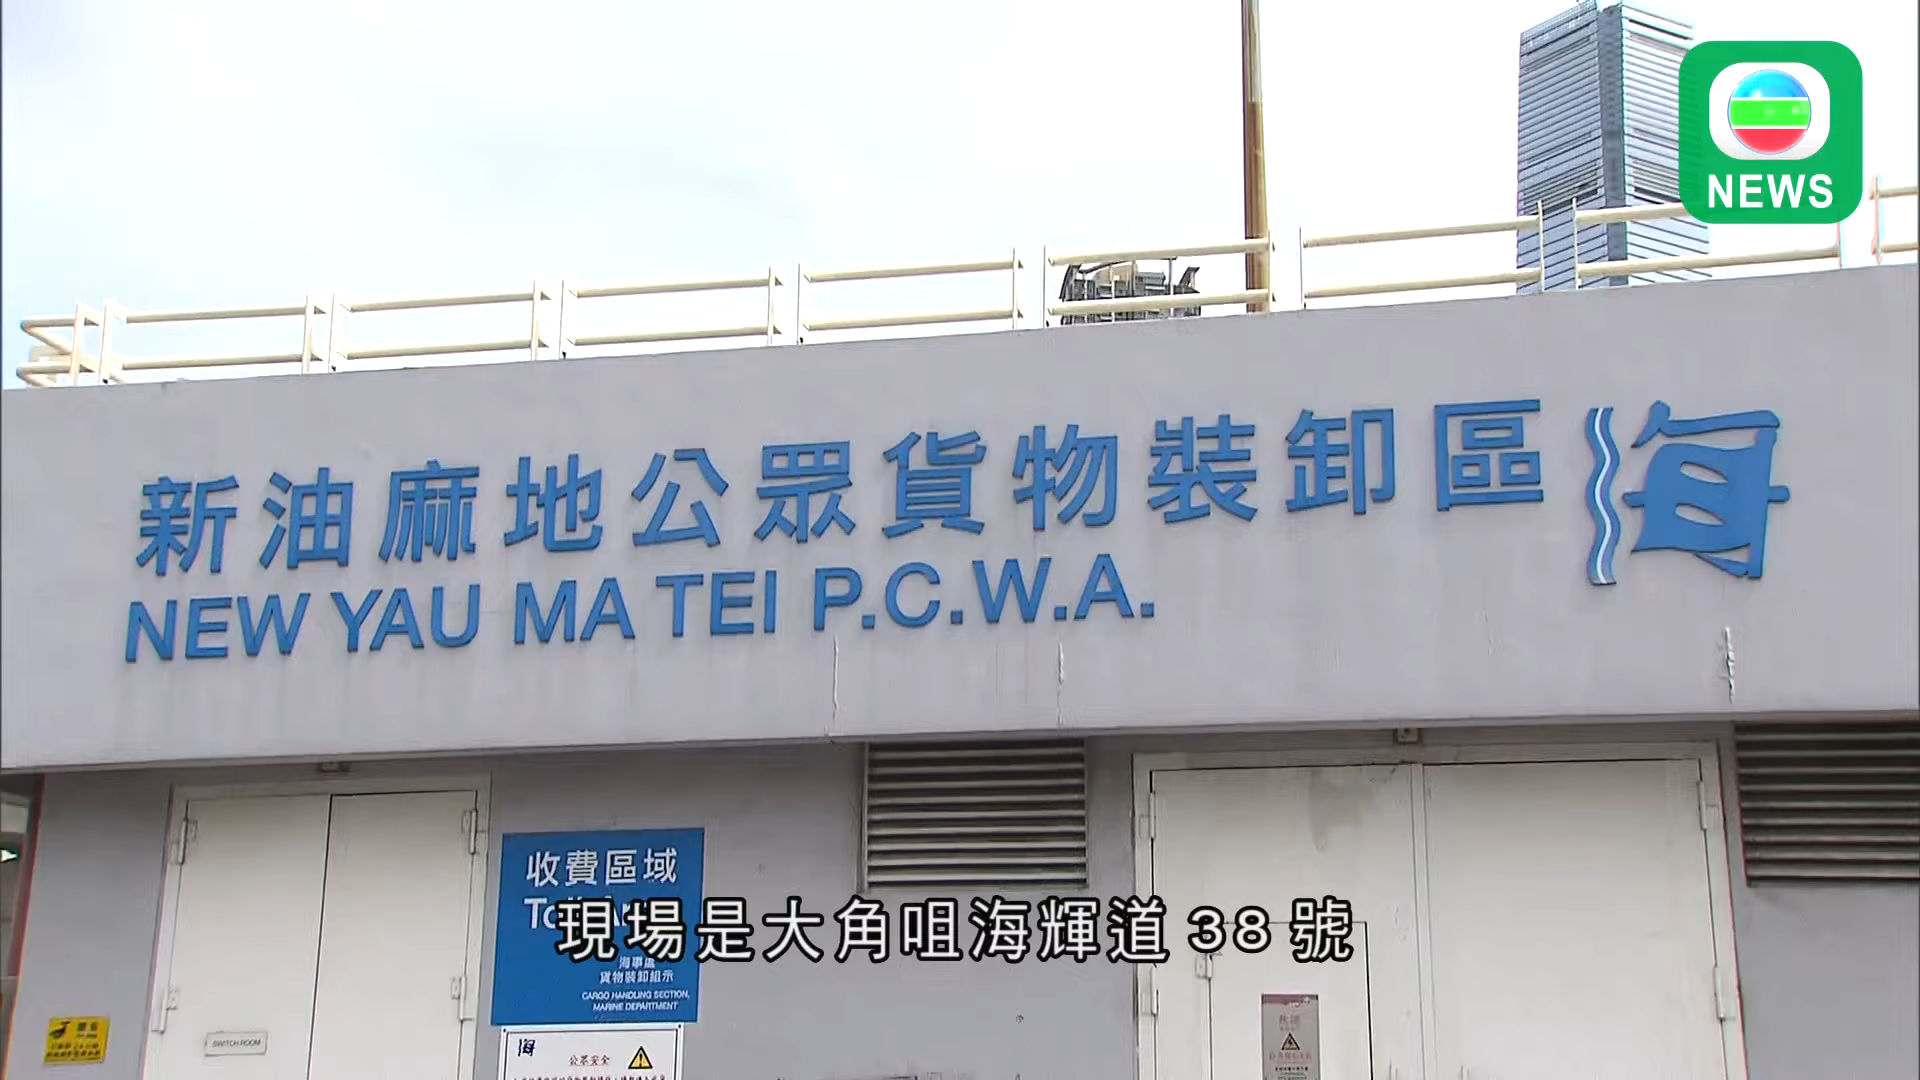 NEWS
新油麻地公眾貨物裝卸區
NEW YAU MA TEI P.C.W.A.
收費區域
現場是大角咀海輝道38號
海事處
貨物裝卸組示
CARGO HANDLING SECTION,
MARINE DEPARTMENT
SWITCH ROOM
海
公眾安全